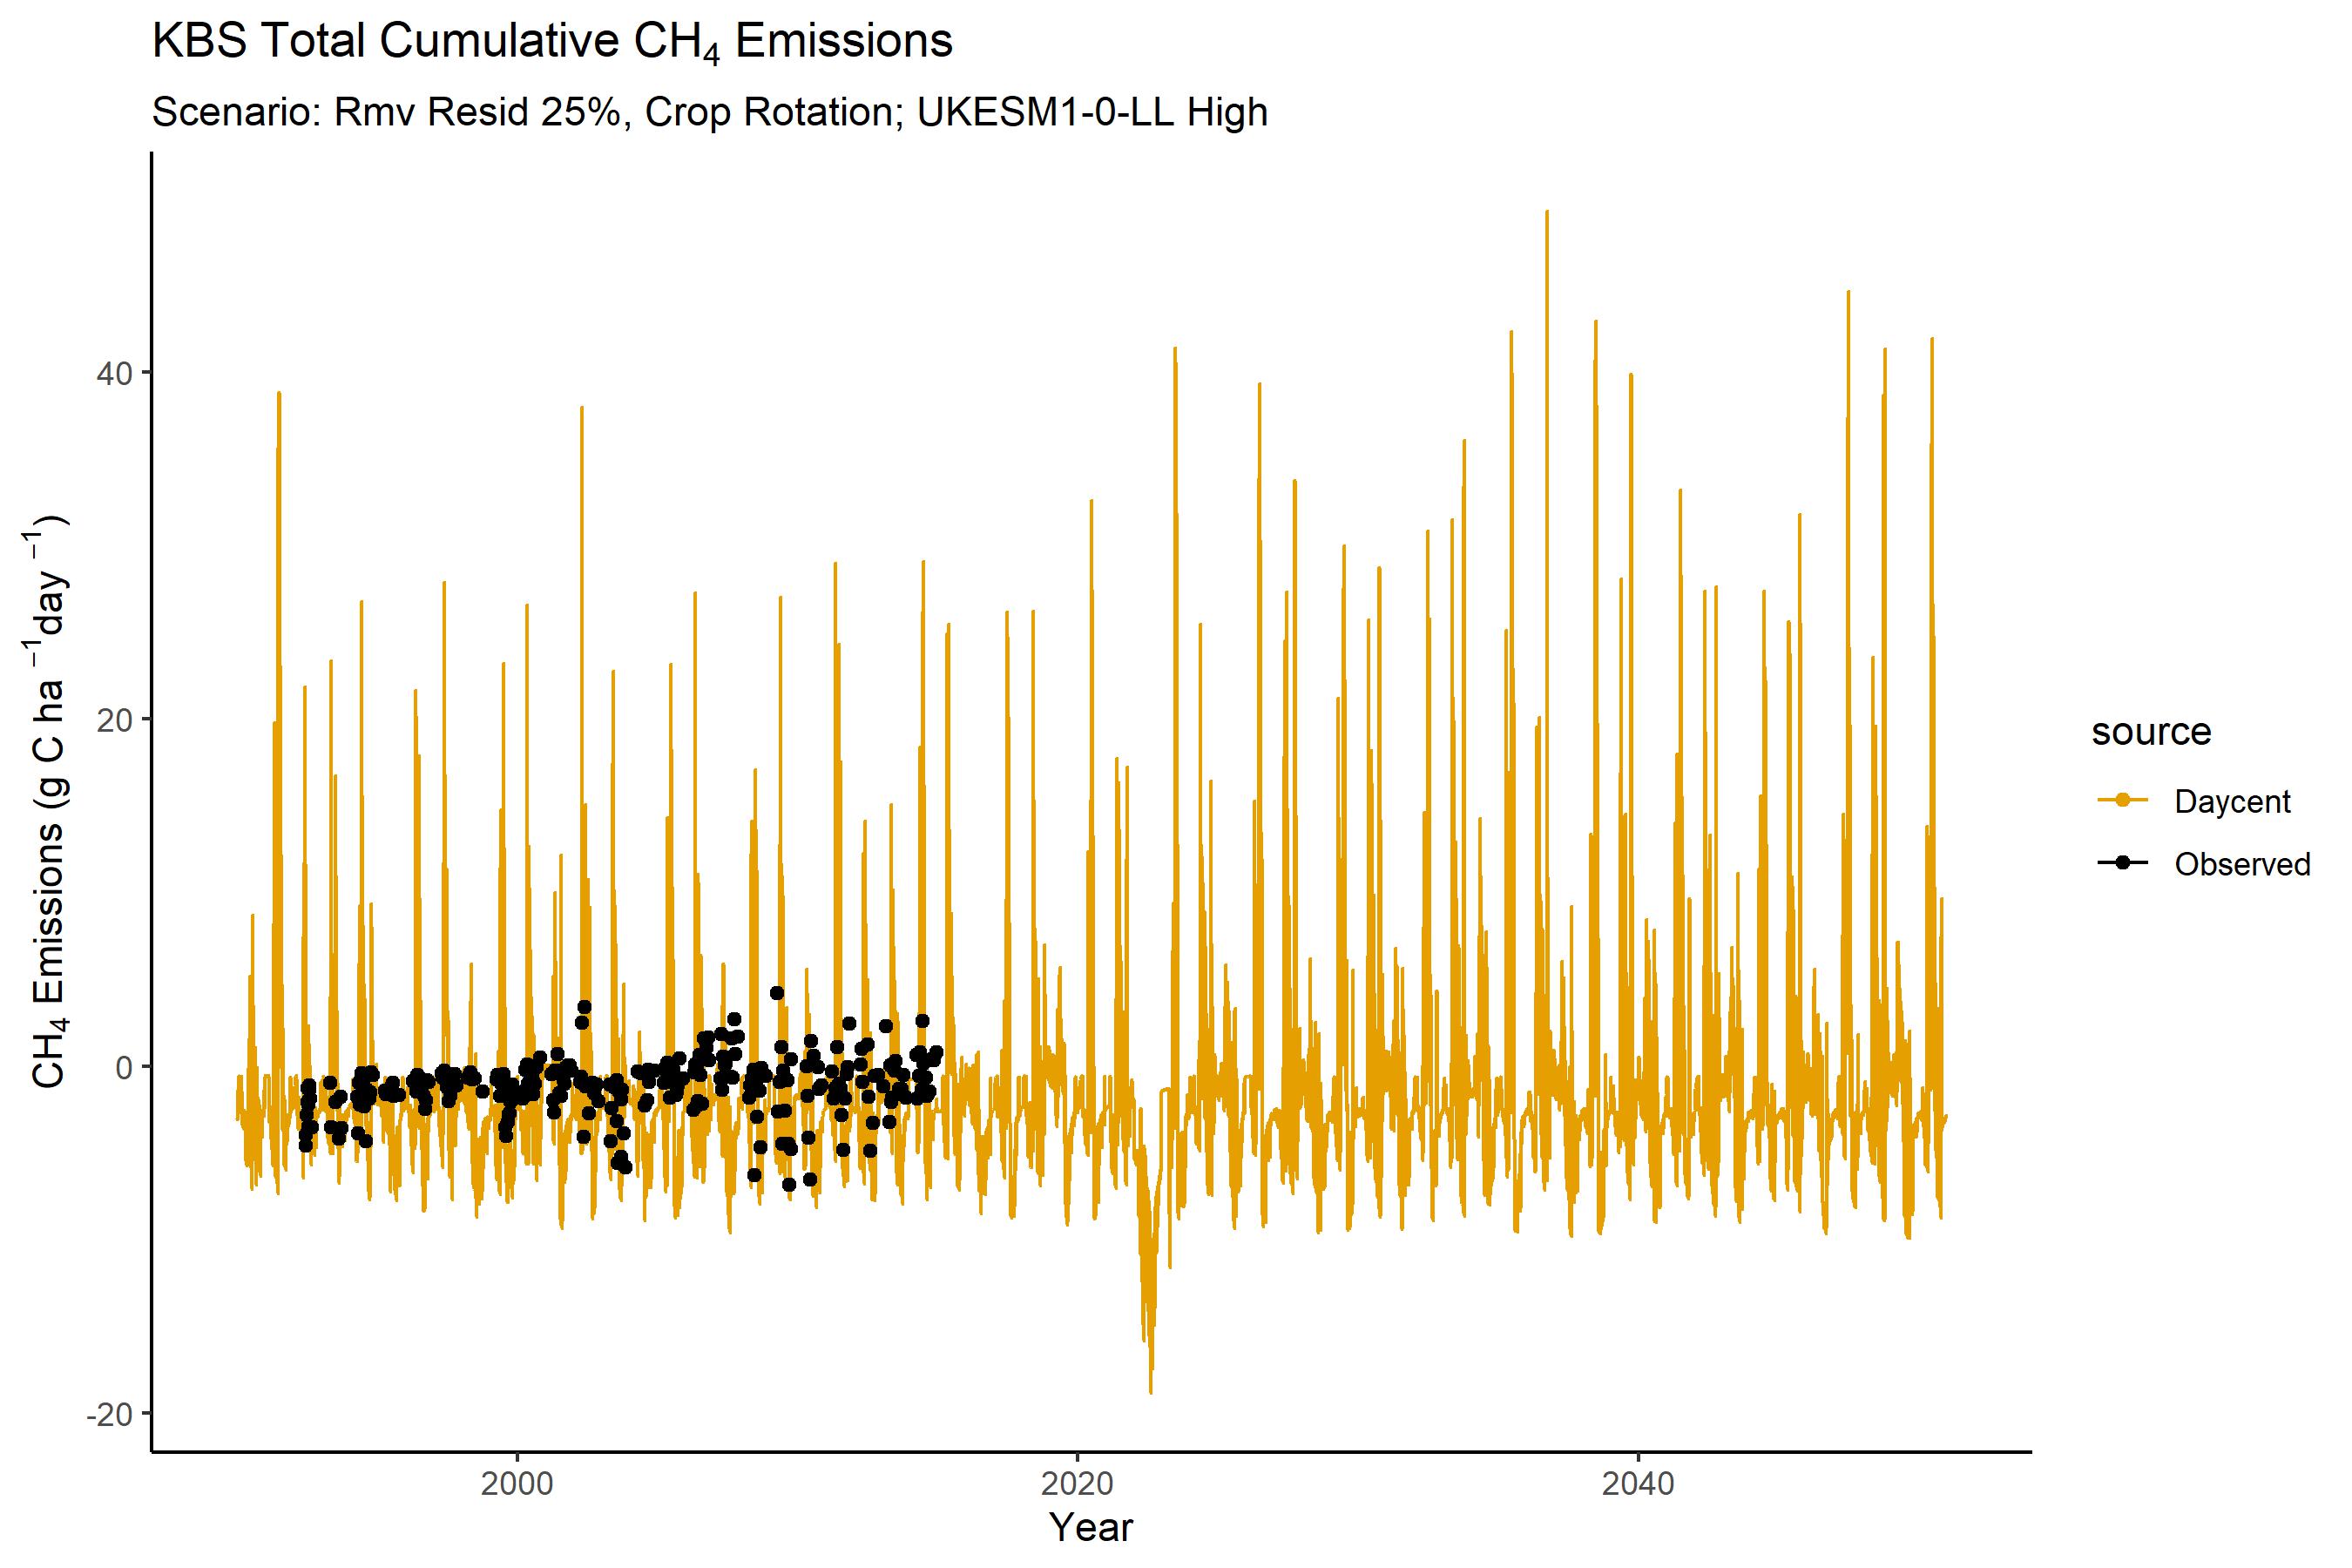 KBS Total Cumulative CH₄ Emissions
Scenario: Rmv Resid 25%, Crop Rotation; UKESM1-0-LL High
CH₄ Emissions (g C ha ⁻¹day ⁻¹)
40
20
0
-20
2000
2020
2040
Year
source
Daycent
Observed